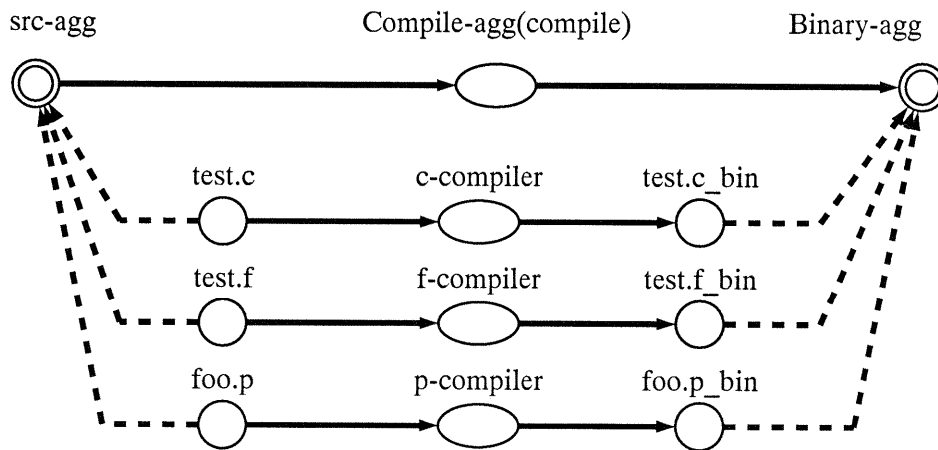 src-agg Compile-agg(compile) Binary-agg
test.c c-compiler test.c_bin
test.f f-compiler test.f_bin
foo.p p-compiler foo.p_bin